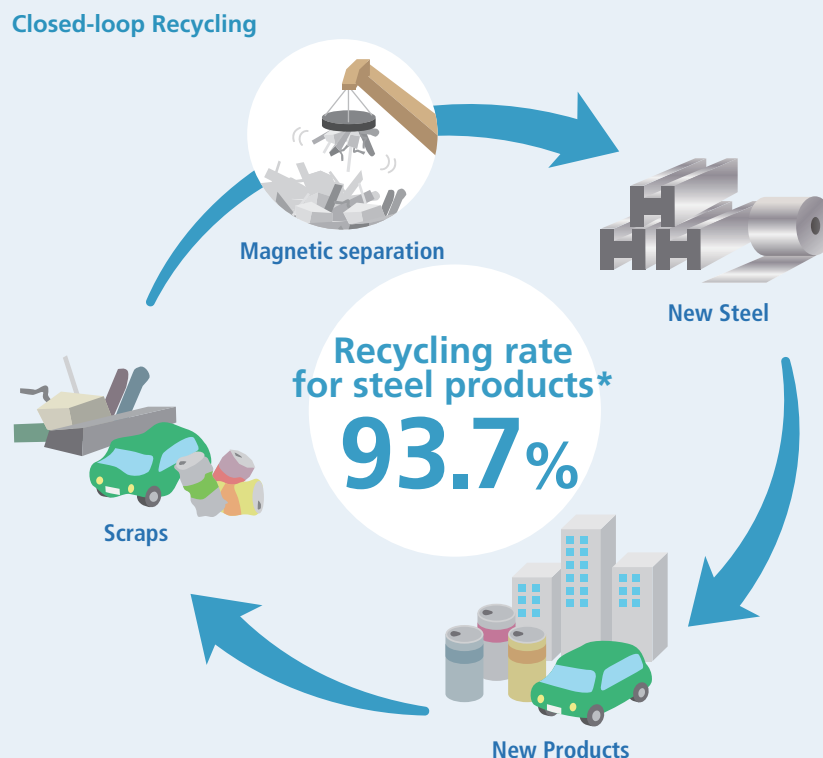 Closed-loop Recycling
Magnetic separation
New Steel
Recycling rate
for steel products*
93.7%
Scraps
New Products